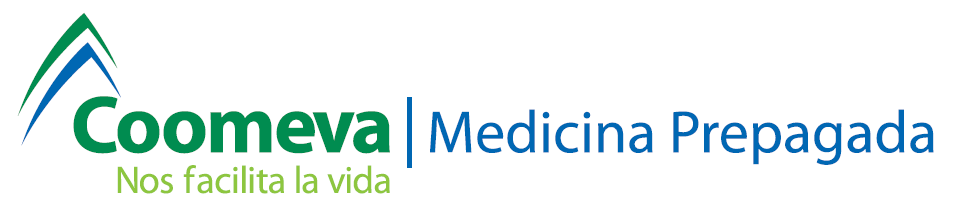 Coomeva | Medicina Prepagada
Nos facilita la vida